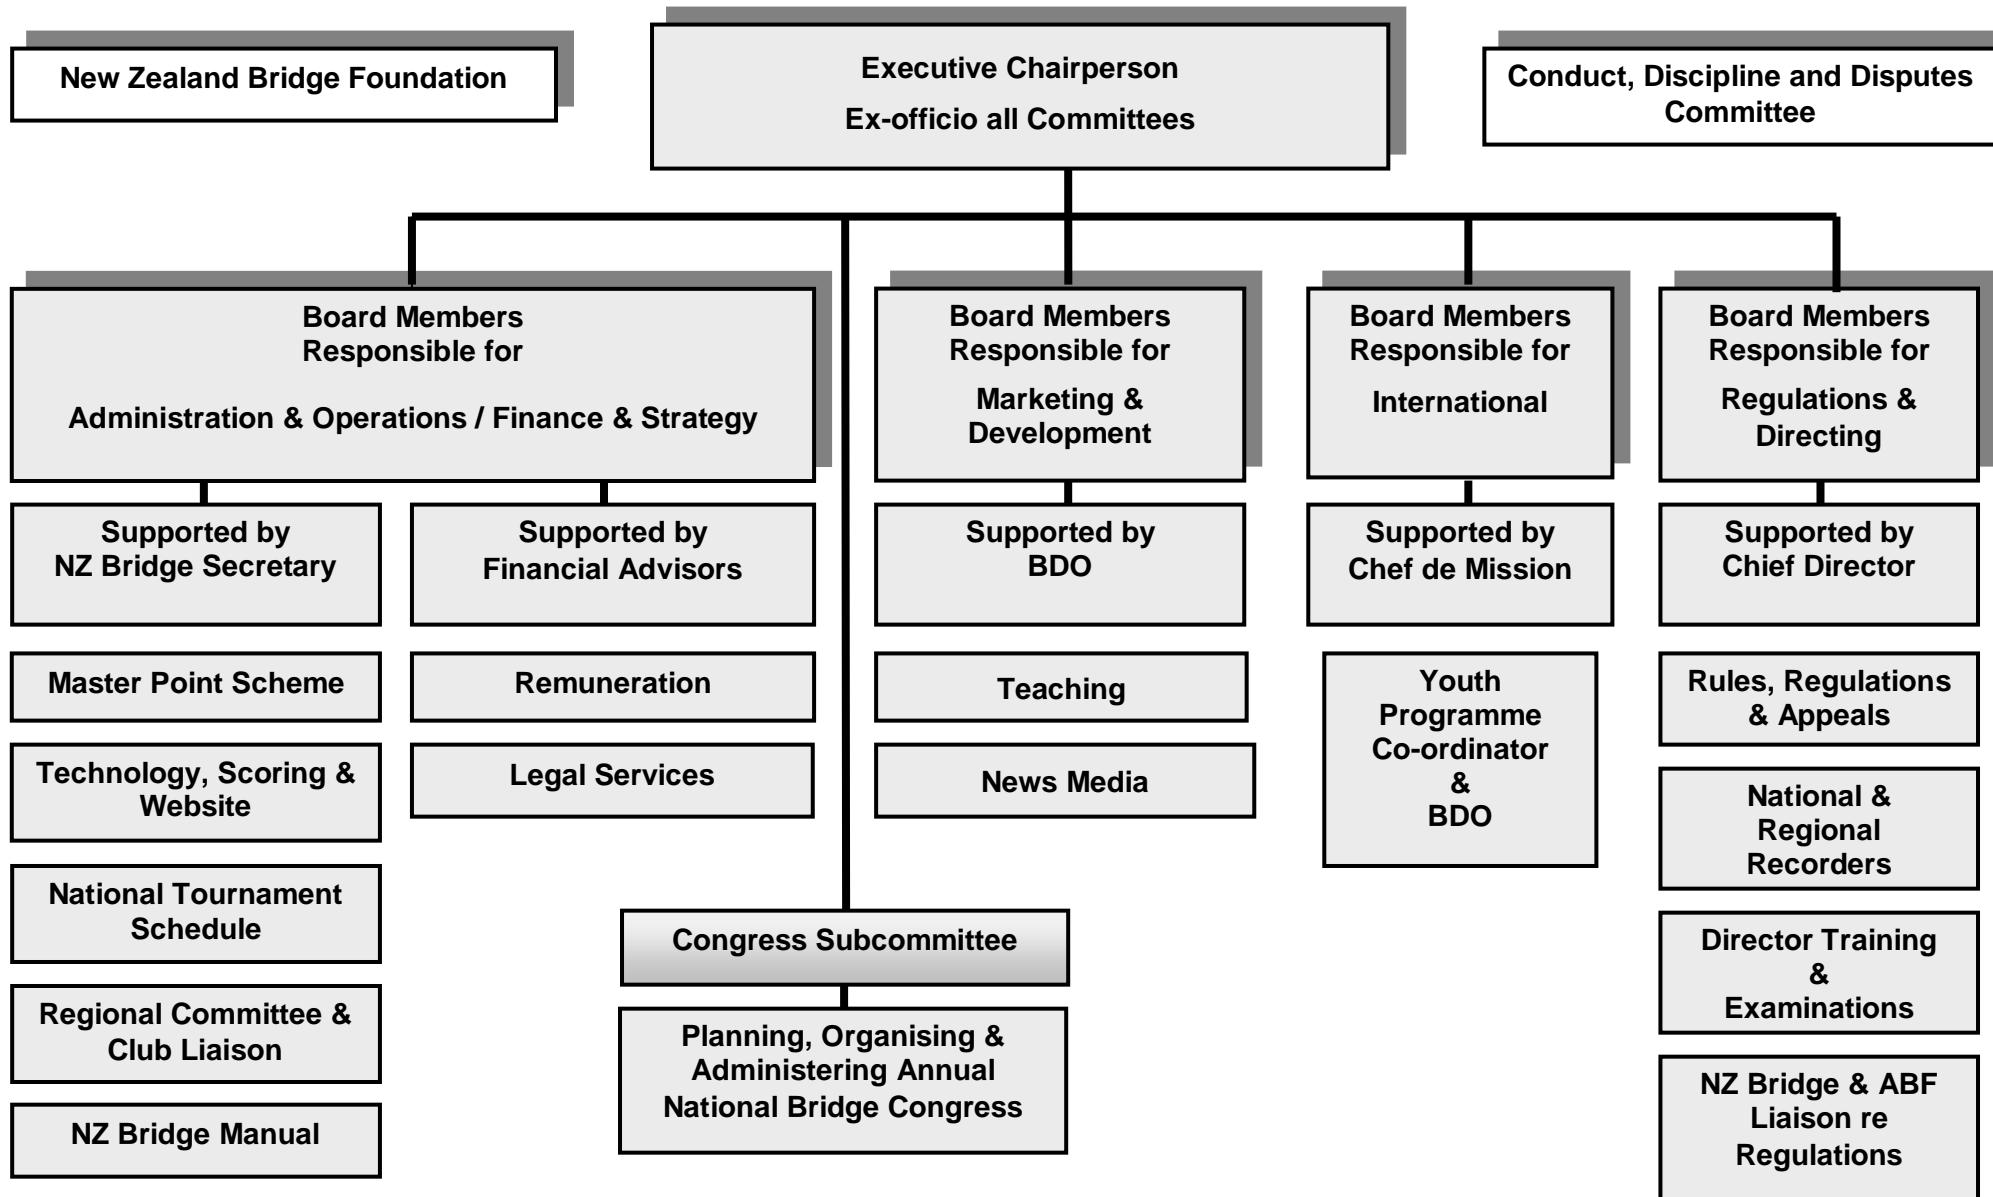 New Zealand Bridge Foundation
Executive Chairperson
Ex-officio all Committees
Conduct, Discipline and Disputes
Committee
Board Members
Responsible for
Administration & Operations / Finance & Strategy
Board Members
Responsible for
Marketing &
Development
Board Members
Responsible for
International
Board Members
Responsible for
Regulations &
Directing
Supported by
NZ Bridge Secretary
Supported by
Financial Advisors
Supported by
BDO
Supported by
Chef de Mission
Supported by
Chief Director
Master Point Scheme
Technology, Scoring &
Website
National Tournament
Schedule
Regional Committee &
Club Liaison
NZ Bridge Manual
Remuneration
Legal Services
Teaching
News Media
Congress Subcommittee
Planning, Organising &
Administering Annual
National Bridge Congress
Youth
Programme
Co-ordinator
&
BDO
Rules, Regulations
& Appeals
National &
Regional
Recorders
Director Training
&
Examinations
NZ Bridge & ABF
Liaison re
Regulations